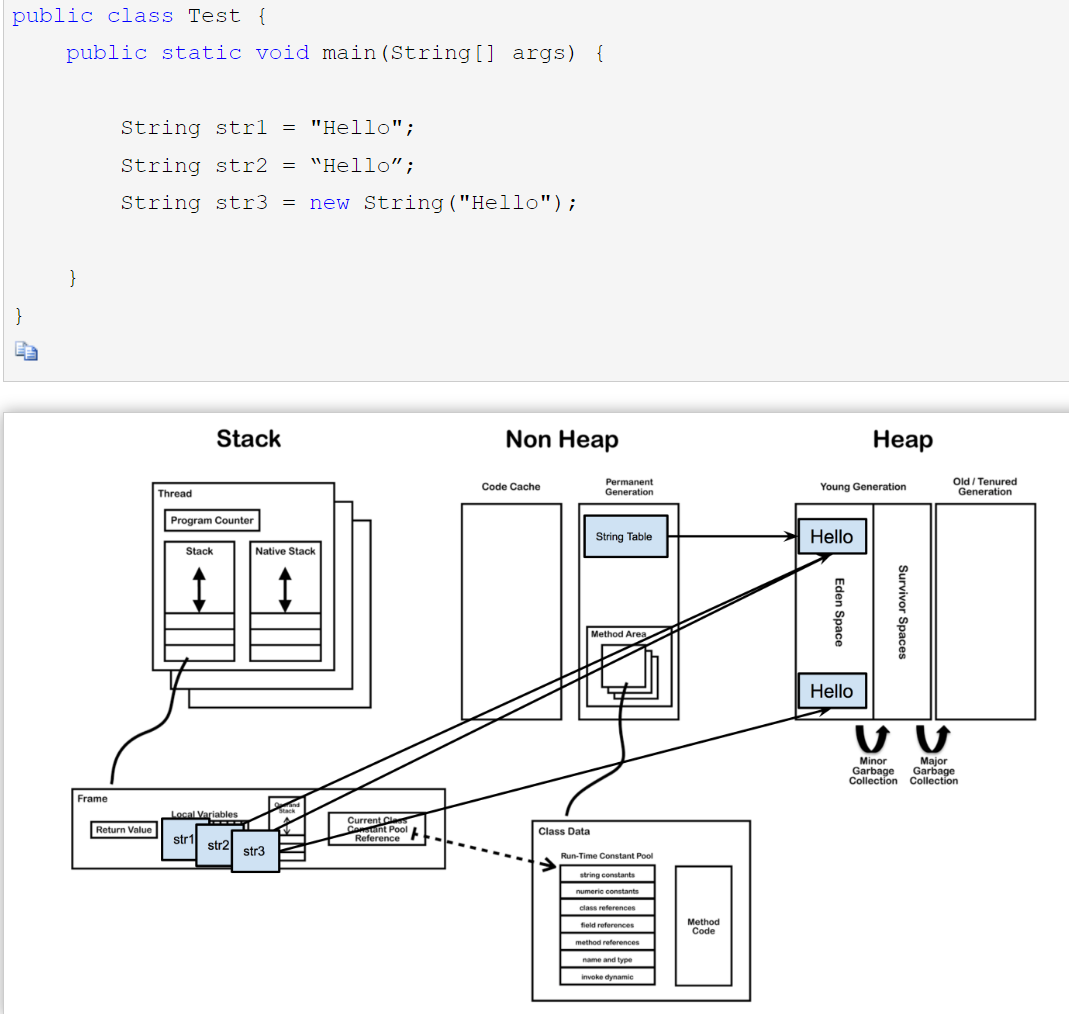 public class Test {
public static void main(String[] args) {
String str1 = "Hello";
String str2 = “Hello”;
String str3 = new String("Hello");
}
}
Stack
Non Heap
Heap
Thread
Program Counter
Stack
Native Stack
Code Cache
Permanent
Generation
String Table
Method Area
Young Generation
Old / Tenured
Generation
Hello
Eden Space
Survivor Spaces
Hello
Minor
Garbage
Collection
Major
Garbage
Collection
Frame
Return Value
Local Variables
str1
str2
str3
Operand
Stack
Current Class
Constant Pool
Reference
Class Data
Run-Time Constant Pool
string constants
numeric constants
class references
field references
method references
name and type
invoke dynamic
Method
Code